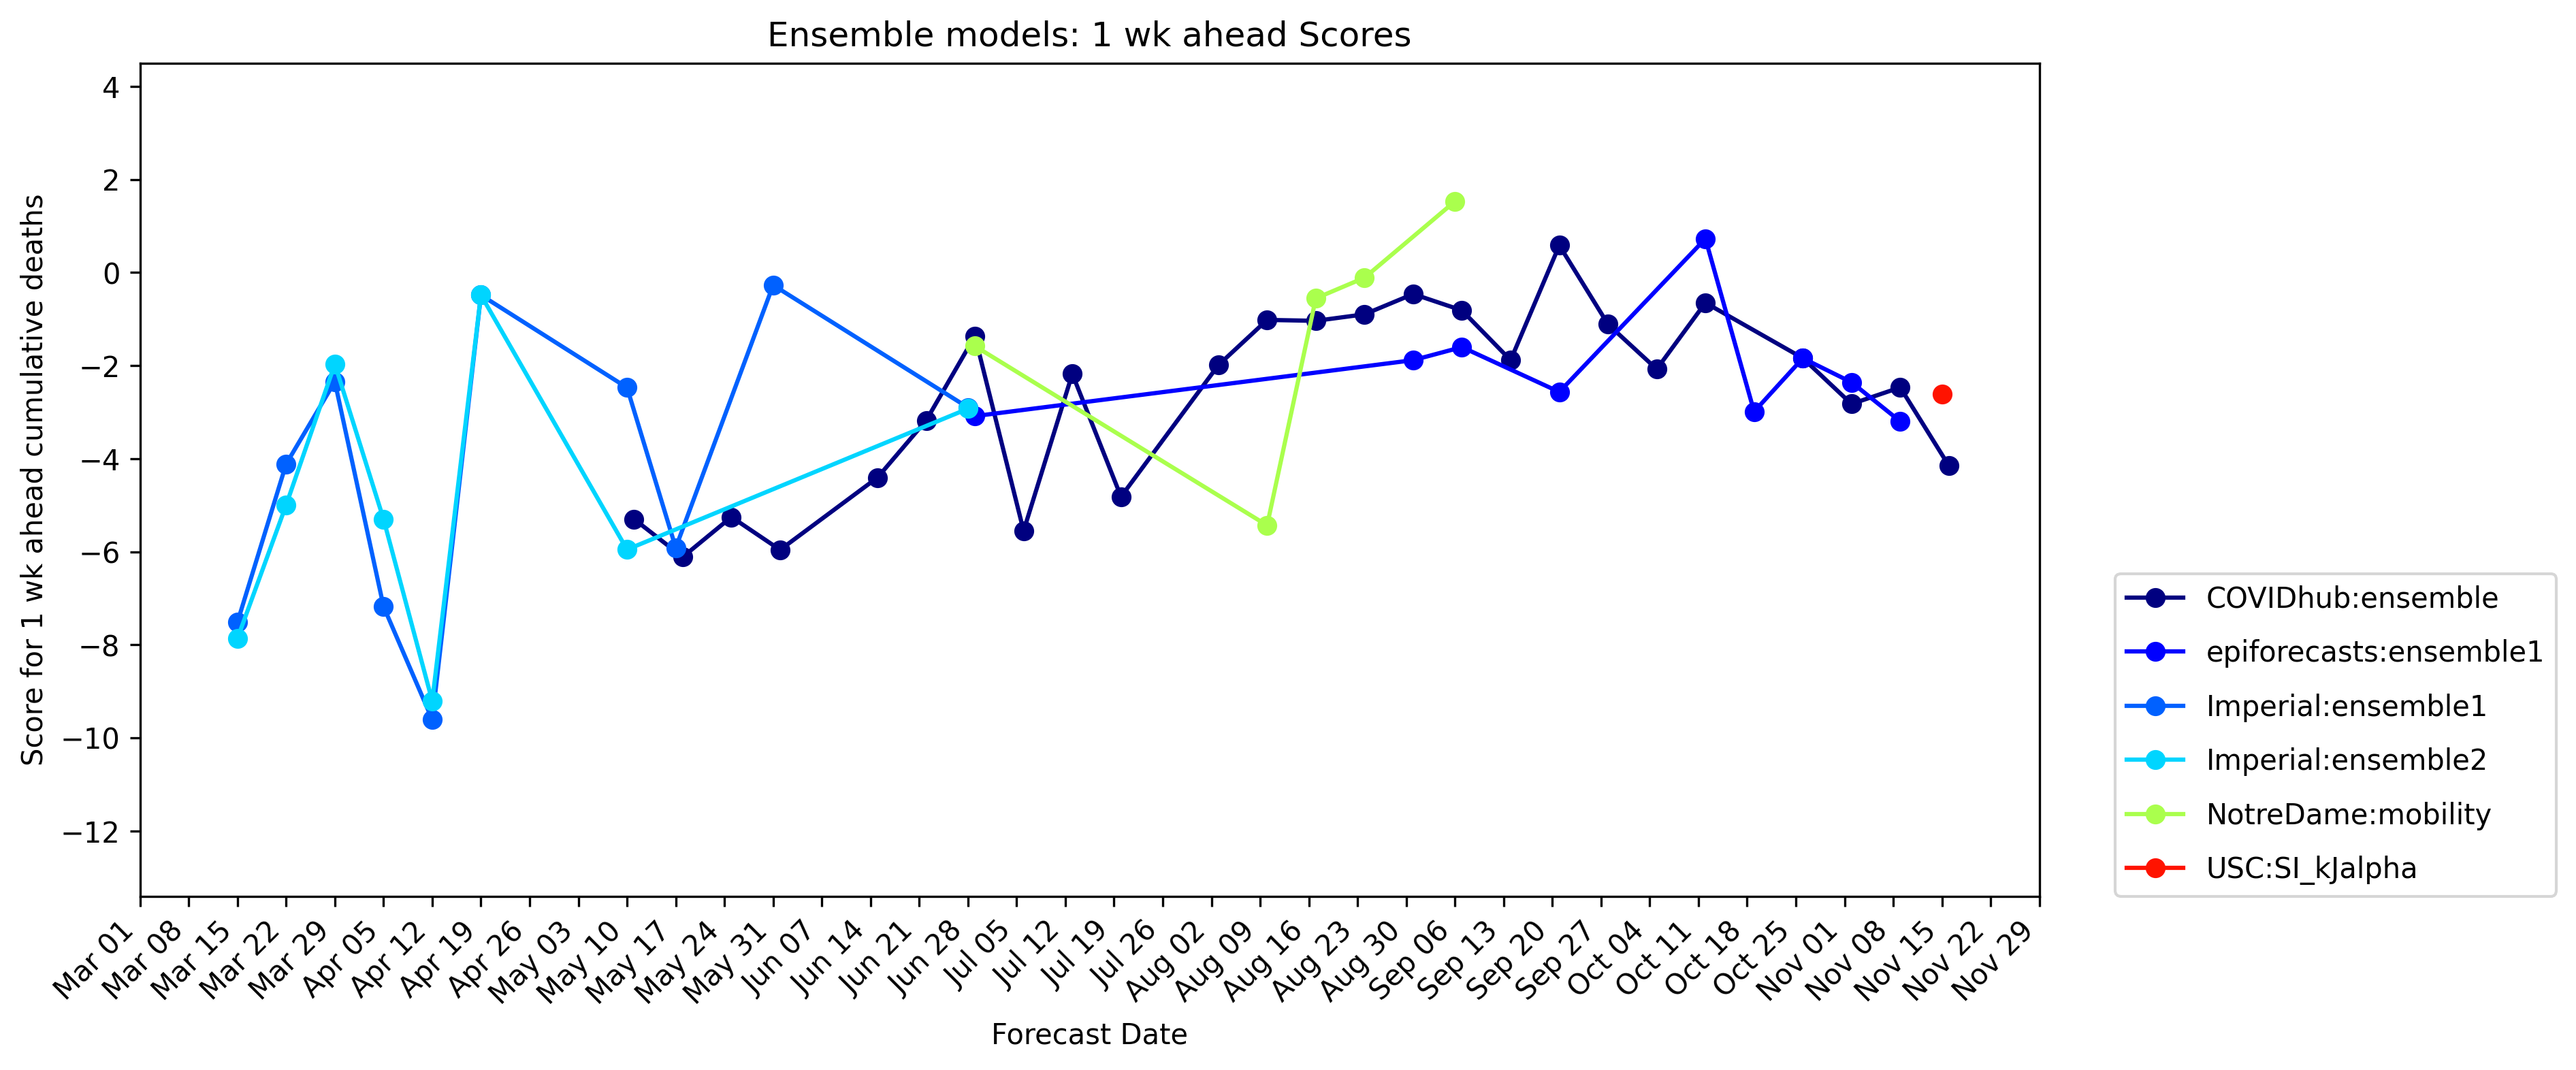 Ensemble models: 1 wk ahead Scores
Score for 1 wk ahead cumulative deaths
4
2
0
−2
−4
−6
−8
−10
−12
Mar 01
Mar 08
Mar 15
Mar 22
Mar 29
Apr 05
Apr 12
Apr 19
Apr 26
May 03
May 10
May 17
May 24
May 31
Jun 07
Jun 14
Jun 21
Jun 28
Jul 05
Jul 12
Jul 19
Jul 26
Aug 02
Aug 09
Aug 16
Aug 23
Aug 30
Sep 06
Sep 13
Sep 20
Sep 27
Oct 04
Oct 11
Oct 18
Oct 25
Nov 01
Nov 08
Nov 15
Nov 22
Nov 29
Forecast Date
COVIDhub:ensemble
epiforecasts:ensemble1
Imperial:ensemble1
Imperial:ensemble2
NotreDame:mobility
USC:SI_kJalpha